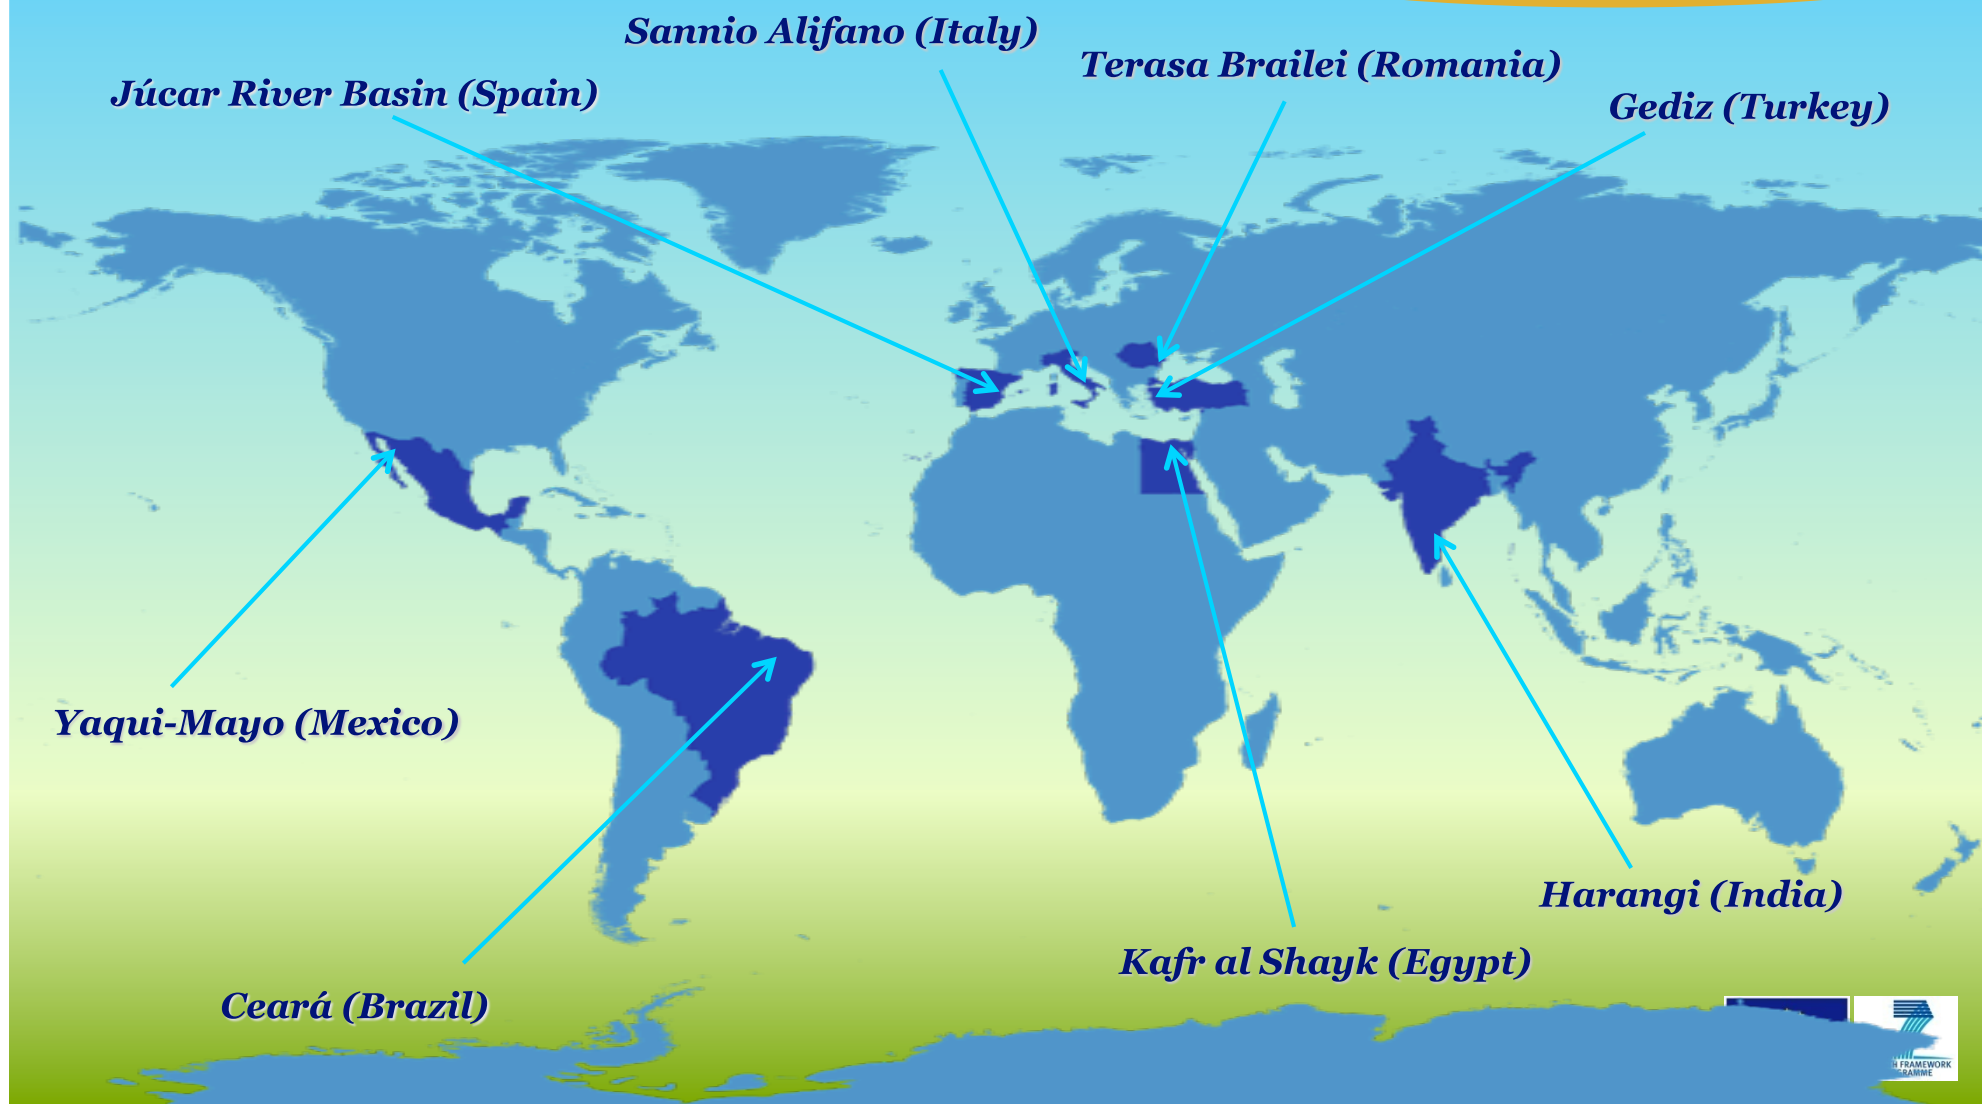 Sannio Alifano (Italy)
Terasa Brailei (Romania)
Júcar River Basin (Spain)
Gediz (Turkey)
Yaqui-Mayo (Mexico)
Harangi (India)
Kafr al Shayk (Egypt)
Ceará (Brazil)
FRAMEWORK